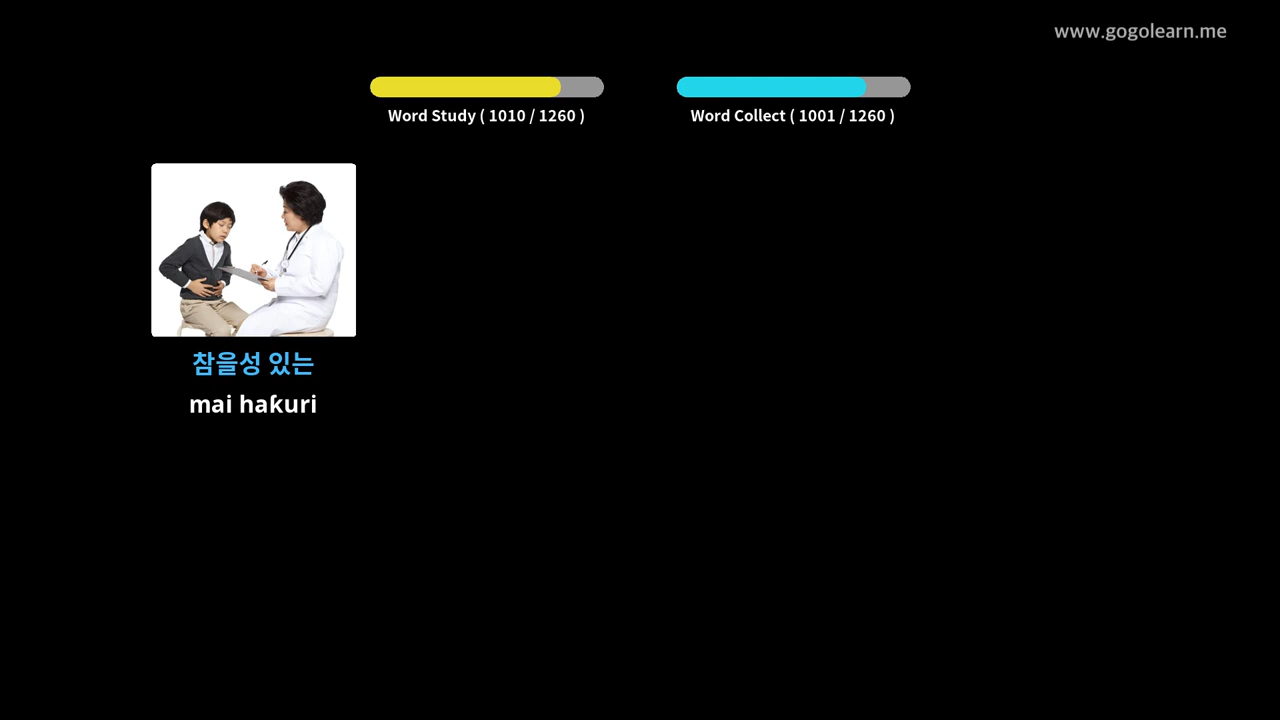 www.gogolearn.me
Word Study ( 1010 / 1260 )
Word Collect ( 1001 / 1260 )
참을성 있는
mai haƙuri